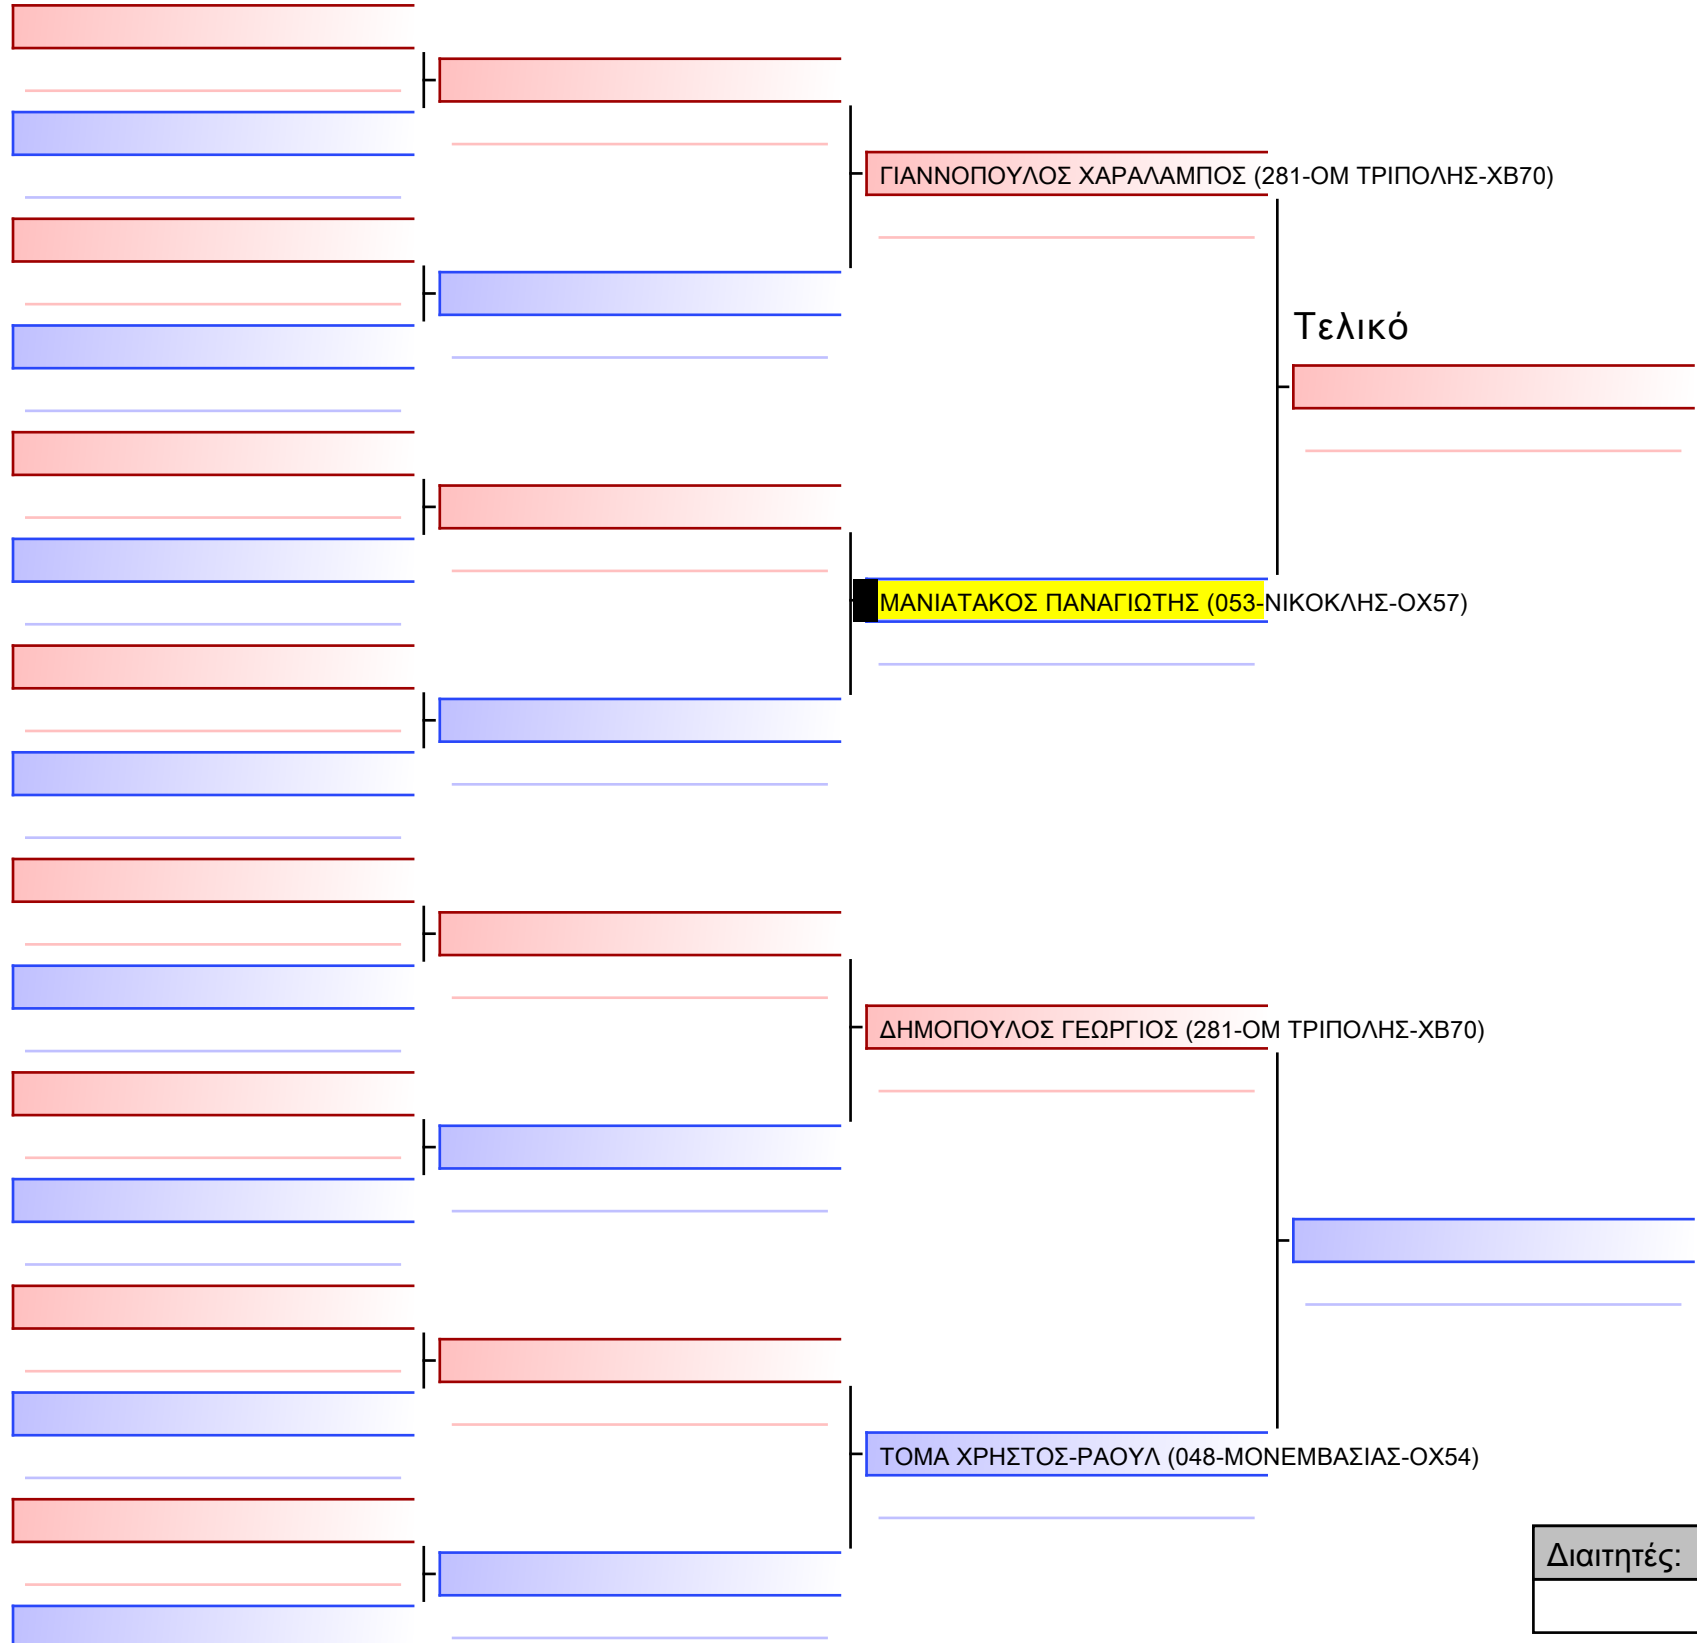 ΓΙΑΝΝΟΠΟΥΛΟΣ ΧΑΡΑΛΑΜΠΟΣ (281-ΟΜ ΤΡΙΠΟΛΗΣ-ΧΒ70)
Τελικό
ΜΑΝΙΑΤΑΚΟΣ ΠΑΝΑΓΙΩΤΗΣ (053-ΝΙΚΟΚΛΗΣ-ΟΧ57)
ΔΗΜΟΠΟΥΛΟΣ ΓΕΩΡΓΙΟΣ (281-ΟΜ ΤΡΙΠΟΛΗΣ-ΧΒ70)
ΤΟΜΑ ΧΡΗΣΤΟΣ-ΡΑΟΥΛ (048-ΜΟΝΕΜΒΑΣΙΑΣ-ΟΧ54)
Διαιτητές: